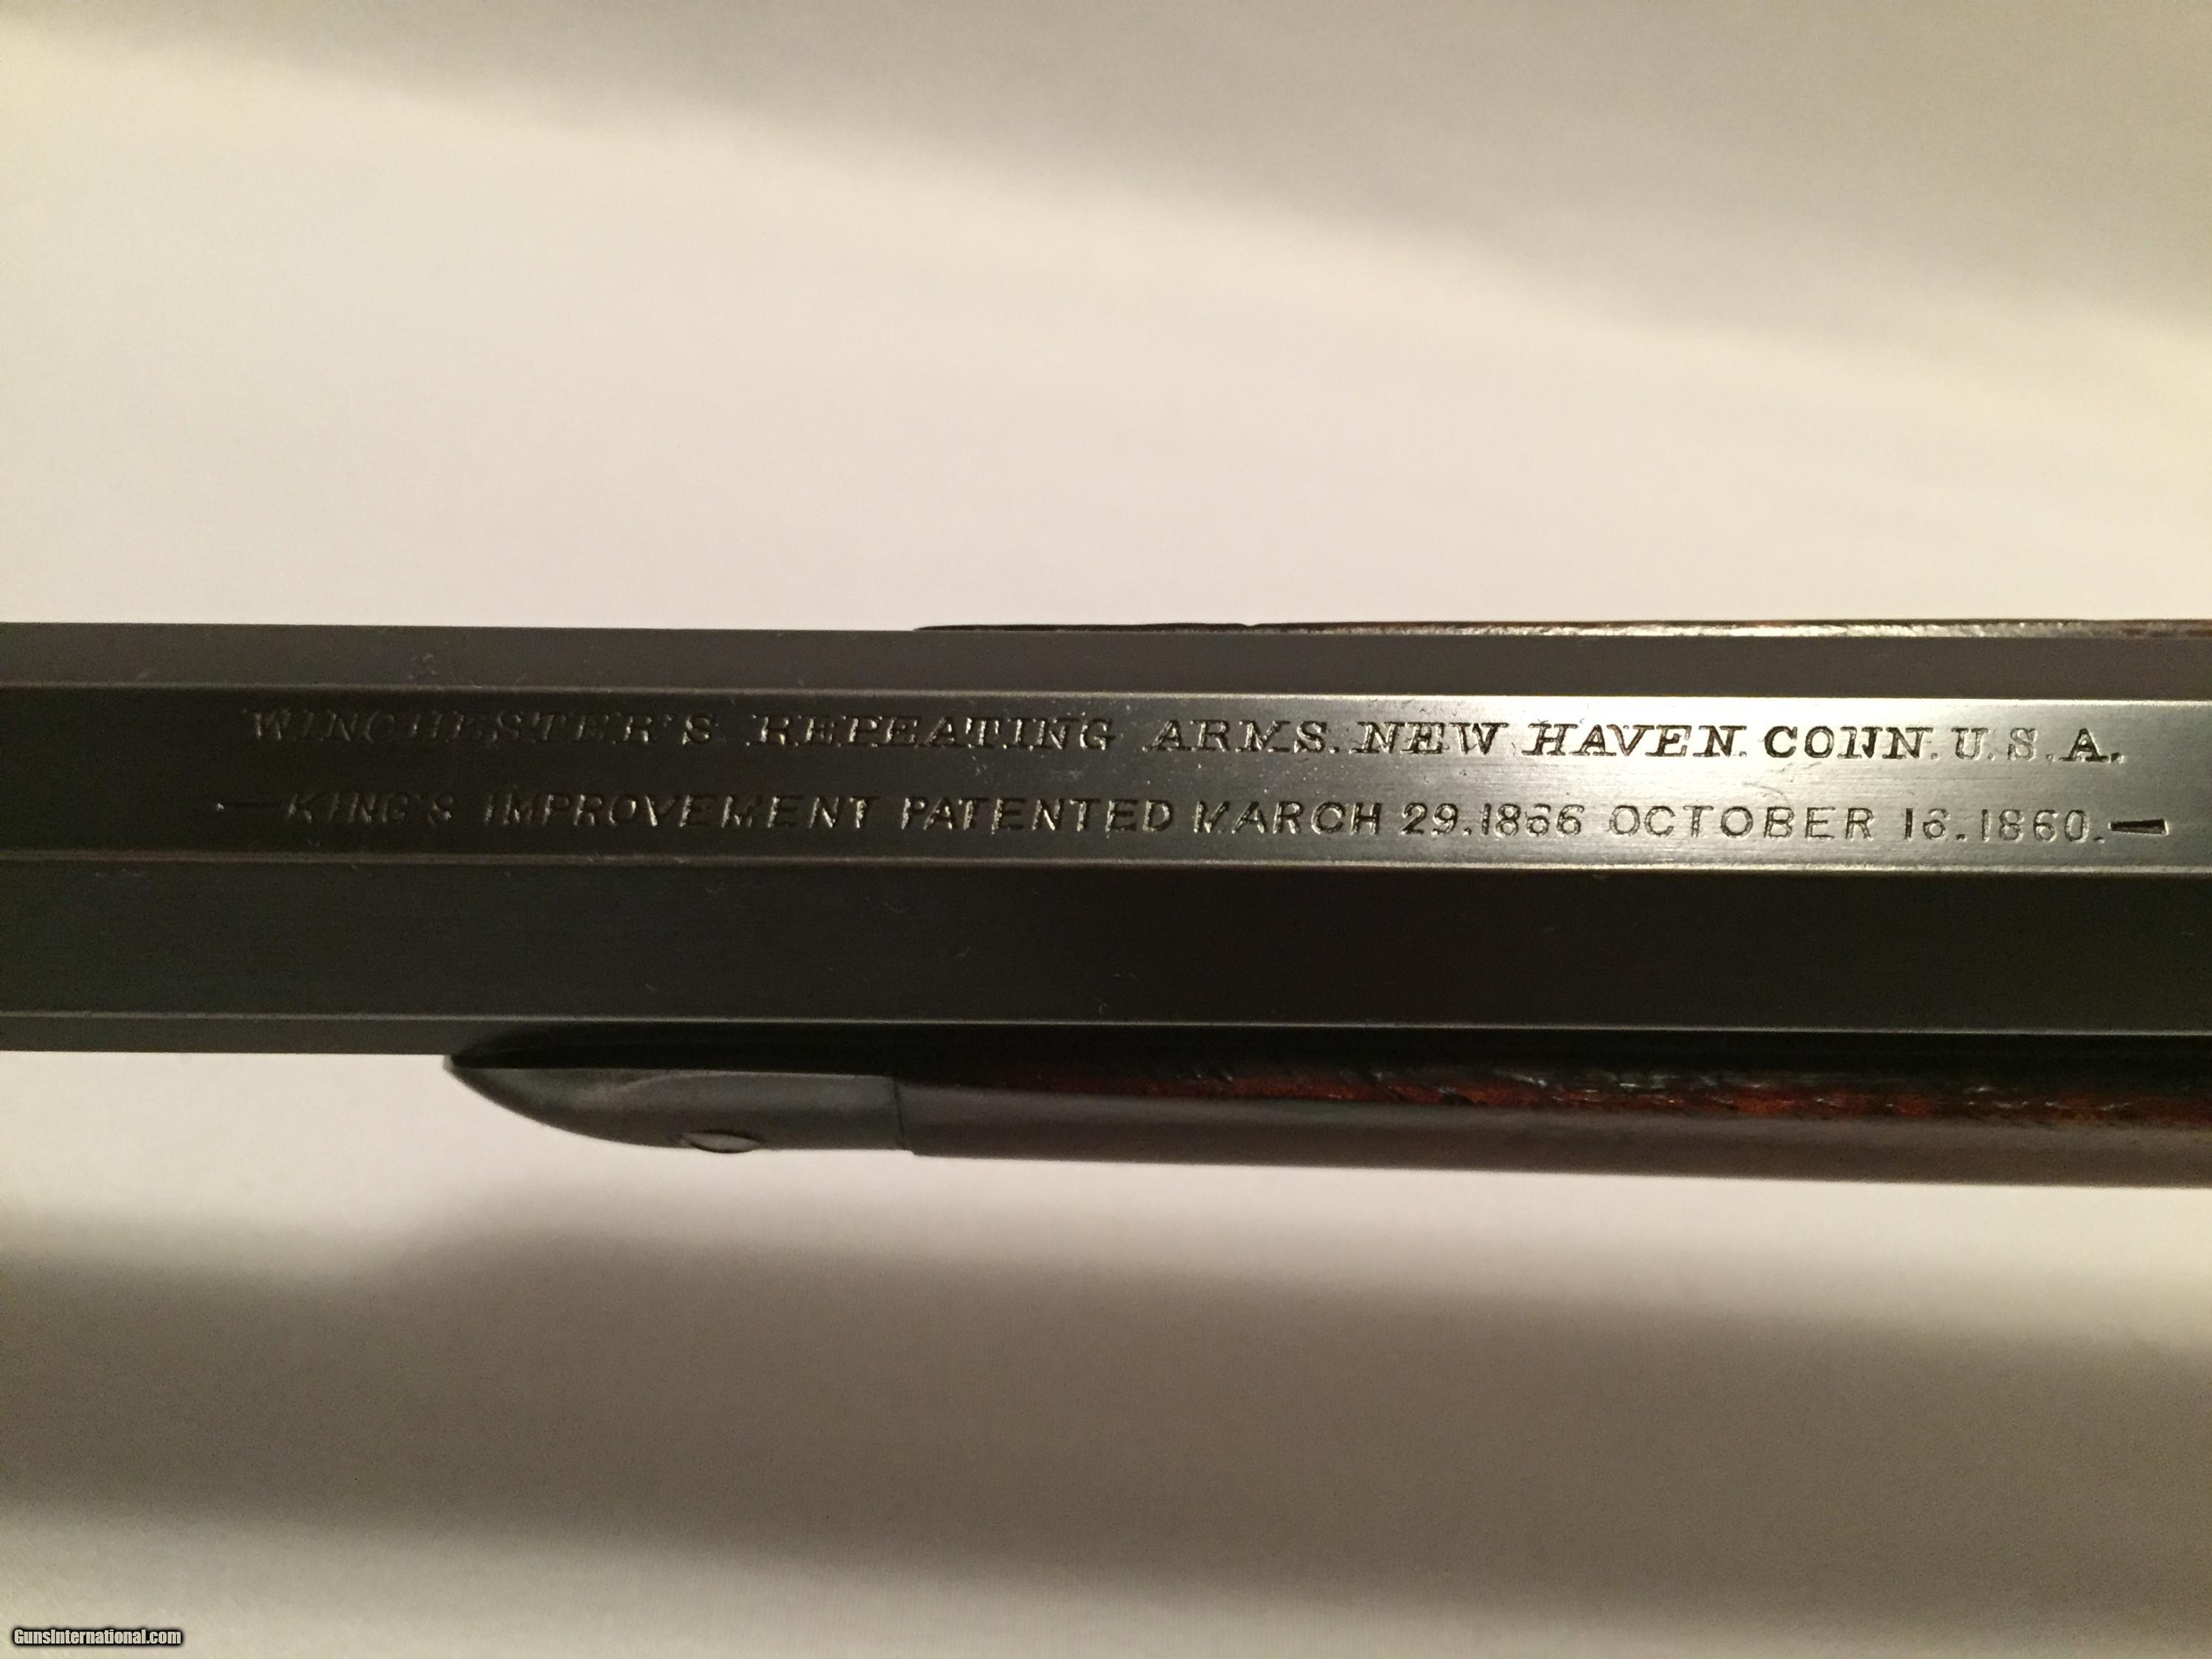 WINCHESTER'S REPEATING ARMS. NEW HAVEN. CONN. U.S.A.
—KING'S IMPROVEMENT PATENTED MARCH 29.1866 OCTOBER 16.1860.—
GunsInternational.com